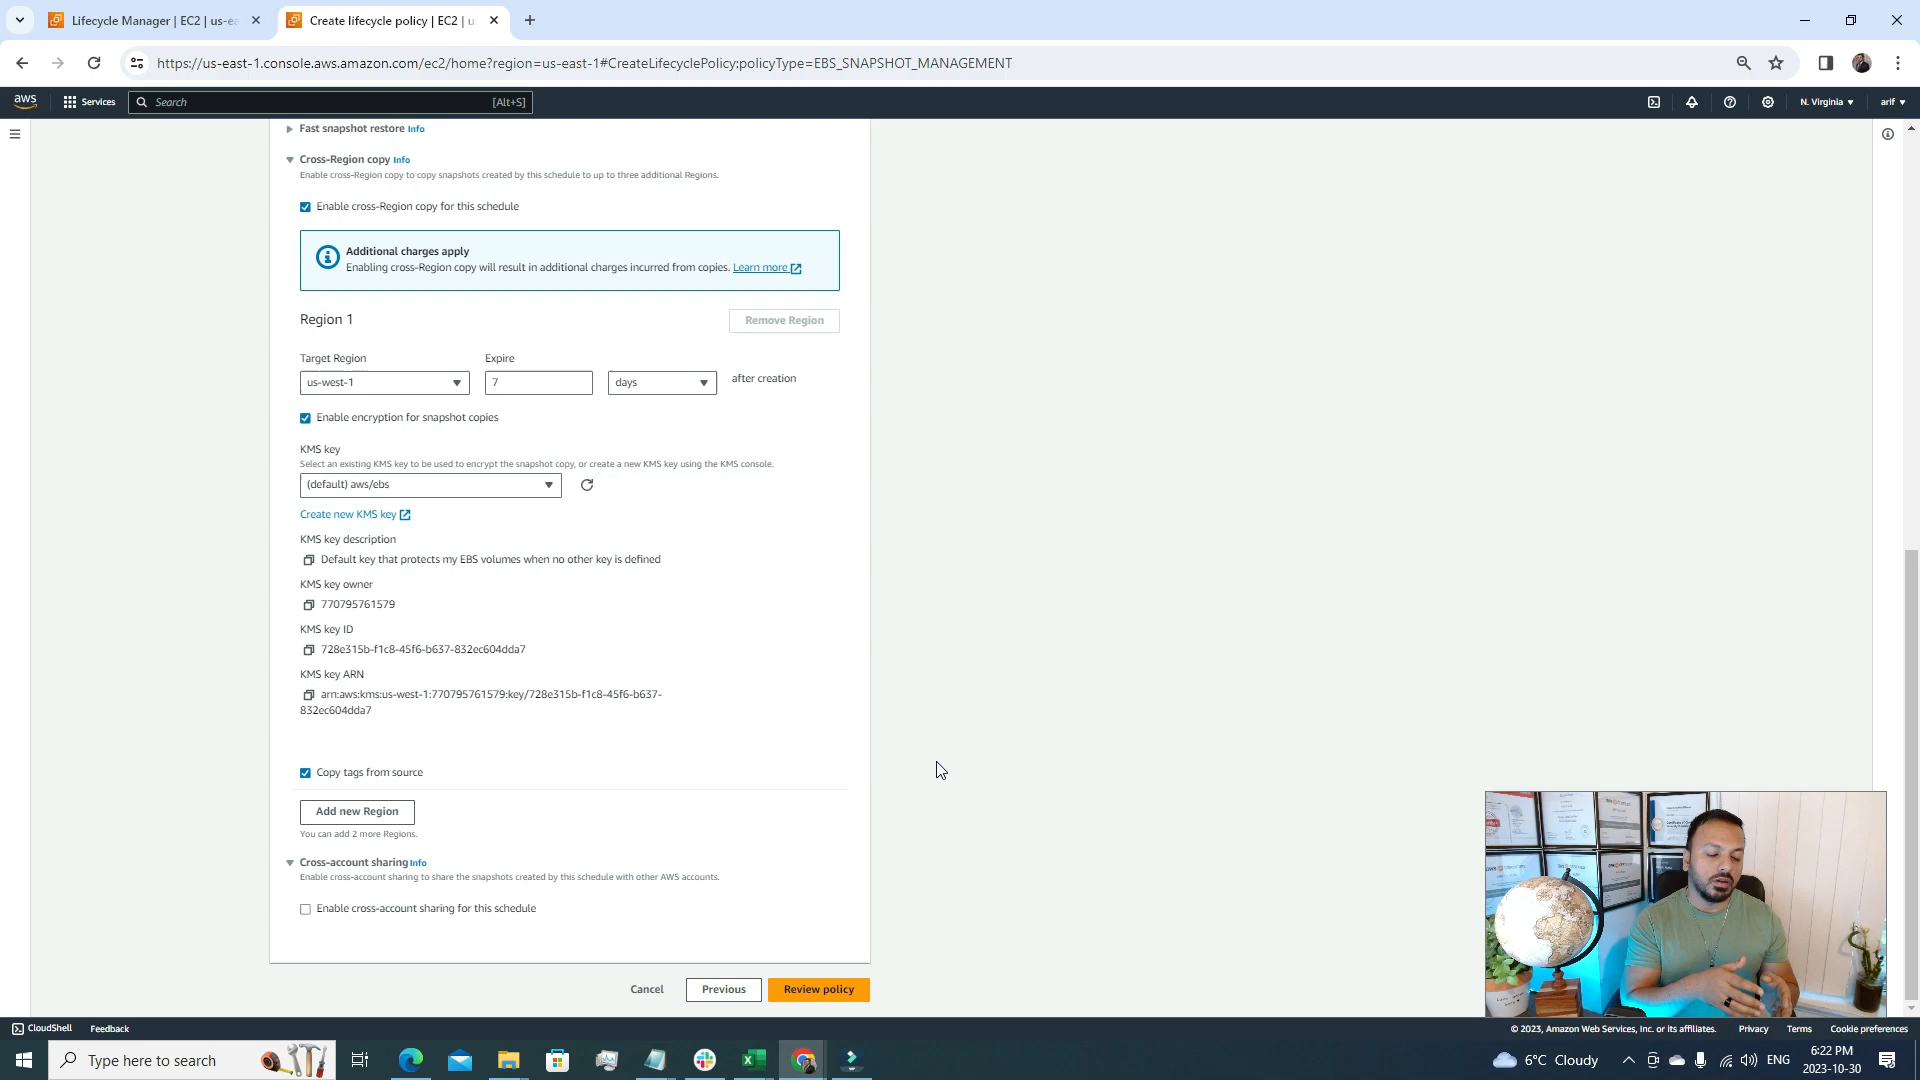 Lifecycle Manager | EC2 | us-ea
Create lifecycle policy | EC2 | u
https://us-east-1.console.aws.amazon.com/ec2/home?region=us-east-1#CreateLifecyclePolicy:policyType=EBS_SNAPSHOT_MANAGEMENT
aws
Services
Search
[Alt+S]
N. Virginia
arif
Fast snapshot restore Info
Cross-Region copy Info
Enable cross-Region copy to copy snapshots created by this schedule to up to three additional Regions.
Enable cross-Region copy for this schedule
Additional charges apply
Enabling cross-Region copy will result in additional charges incurred from copies. Learn more
Region 1
Remove Region
Target Region
Expire
us-west-1
7
days
after creation
Enable encryption for snapshot copies
KMS key
Select an existing KMS key to be used to encrypt the snapshot copy, or create a new KMS key using the KMS console.
(default) aws/ebs
Create new KMS key
KMS key description
Default key that protects my EBS volumes when no other key is defined
KMS key owner
770795761579
KMS key ID
728e315b-f1c8-45f6-b637-832ec604dda7
KMS key ARN
arn:aws:kms:us-west-1:770795761579:key/728e315b-f1c8-45f6-b637-
832ec604dda7
Copy tags from source
Add new Region
You can add 2 more Regions.
Cross-account sharing Info
Enable cross-account sharing to share the snapshots created by this schedule with other AWS accounts.
Enable cross-account sharing for this schedule
Cancel
Previous
Review policy
CloudShell
Feedback
© 2023, Amazon Web Services, Inc. or its affiliates.
Privacy
Terms
Cookie preferences
Type here to search
6°C Cloudy
ENG
6:22 PM
2023-10-30